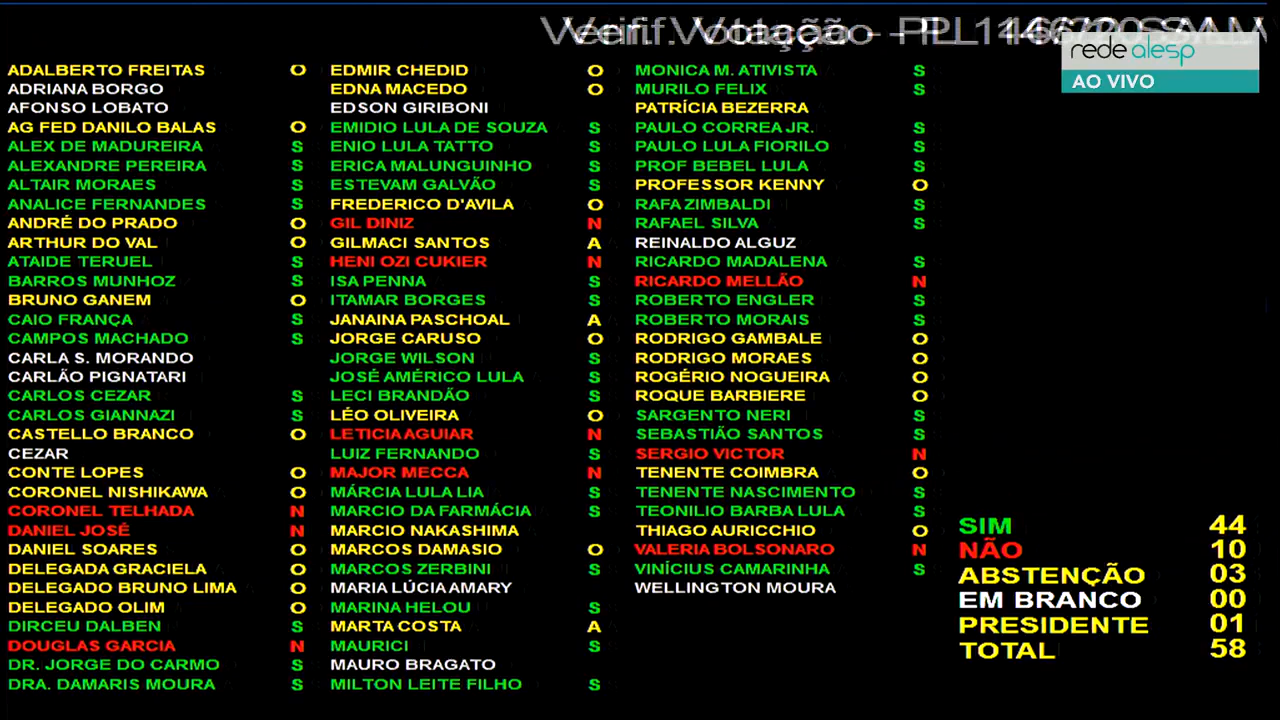 Verif. Votação - PL 1
rede alesp
AO VIVO
ADALBERTO FREITAS O
ADRIANA BORGO
AFONSO LOBATO
AG FED DANILO BALAS O
ALEX DE MADUREIRA S
ALEXANDRE PEREIRA S
ALTAIR MORAES S
ANALICE FERNANDES S
ANDRÉ DO PRADO O
ARTHUR DO VAL O
ATAIDE TERUEL S
BARROS MUNHOZ S
BRUNO GANEM O
CAIO FRANÇA S
CAMPOS MACHADO S
CARLA S. MORANDO
CARLÃO PIGNATARI
CARLOS CEZAR S
CARLOS GIANNAZI S
CASTELLO BRANCO O
CEZAR
CONTE LOPES O
CORONEL NISHIKAWA O
CORONEL TELHADA N
DANIEL JOSÉ N
DANIEL SOARES O
DELEGADA GRACIELA O
DELEGADO BRUNO LIMA O
DELEGADO OLIM O
DIRCEU DALBEN S
DOUGLAS GARCIA N
DR. JORGE DO CARMO S
DRA. DAMARIS MOURA S
EDMIR CHEDID O
EDNA MACEDO O
EDSON GIRIBONI
EMIDIO LULA DE SOUZA S
ENIO LULA TATTO S
ERICA MALUNGUINHO S
ESTEVAM GALVÃO S
FREDERICO D'AVILA O
GIL DINIZ N
GILMACI SANTOS A
HENI OZI CUKIER N
ISA PENNA S
ITAMAR BORGES S
JANAINA PASCHOAL A
JORGE CARUSO O
JORGE WILSON S
JOSÉ AMÉRICO LULA S
LECI BRANDÃO S
LÉO OLIVEIRA O
LETICIA AGUIAR N
LUIZ FERNANDO S
MAJOR MECCA N
MÁRCIA LULA LIA S
MARCIO DA FARMÁCIA S
MARCIO NAKASHIMA
MARCOS DAMASIO O
MARCOS ZERBINI S
MARIA LÚCIA AMARY
MARINA HELOU S
MARTA COSTA A
MAURICI S
MAURO BRAGATO
MILTON LEITE FILHO S
MONICA M. ATIVISTA S
MURILO FELIX S
PATRÍCIA BEZERRA
PAULO CORREA JR. S
PAULO LULA FIORILO S
PROF BEBEL LULA S
PROFESSOR KENNY O
RAFA ZIMBALDI S
RAFAEL SILVA S
REINALDO ALGUZ
RICARDO MADALENA S
RICARDO MELLÃO N
ROBERTO ENGLER S
ROBERTO MORAIS S
RODRIGO GAMBALE O
RODRIGO MORAES O
ROGÉRIO NOGUEIRA O
ROQUE BARBIERE O
SARGENTO NERI S
SEBASTIÃO SANTOS S
SERGIO VICTOR N
TENENTE COIMBRA O
TENENTE NASCIMENTO S
TEONILIO BARBA LULA S
THIAGO AURICCHIO O
VALERIA BOLSONARO N
VINÍCIUS CAMARINHA S
WELLINGTON MOURA
SIM 44
NÃO 10
ABSTENÇÃO 03
EM BRANCO 00
PRESIDENTE 01
TOTAL 58